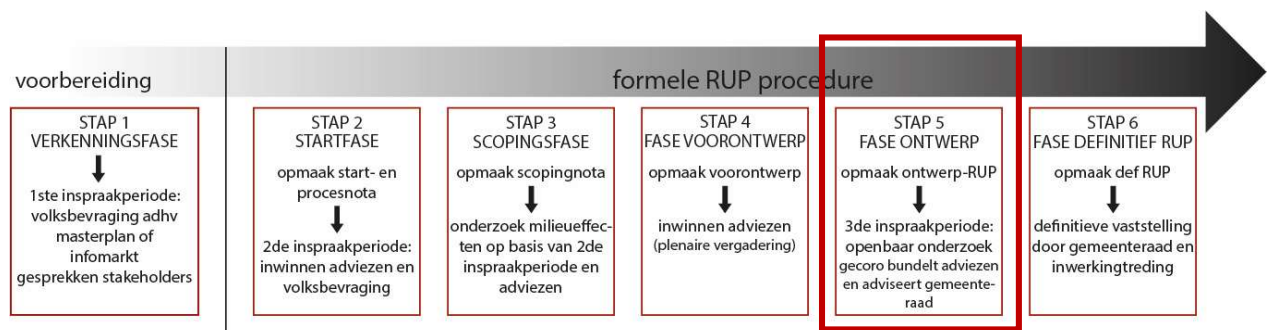 voorbereiding
formele RUP procedure
STAP 1
VERKENNINGSFASE
1ste inspraakperiode:
volksbevraging adhv
masterplan of
infomarkt
gesprekken stakeholders
STAP 2
STARTFASE
opmaak start- en
procesnota
2de inspraakperiode:
inwinnen adviezen en
volksbevraging
STAP 3
SCOPINGSFASE
opmaak scopingnota
onderzoek milieueffec-
ten op basis van 2de
inspraakperiode en
adviezen
STAP 4
FASE VOORONTWERP
opmaak voorontwerp
inwinnen adviezen
(plenaire vergadering)
STAP 5
FASE ONTWERP
opmaak ontwerp-RUP
3de inspraakperiode:
openbaar onderzoek
gecoro bundelt adviezen
en adviseert gemeente-
raad
STAP 6
FASE DEFINITIEF RUP
opmaak def RUP
definitieve vaststelling
door gemeenteraad en
inwerkingtreding